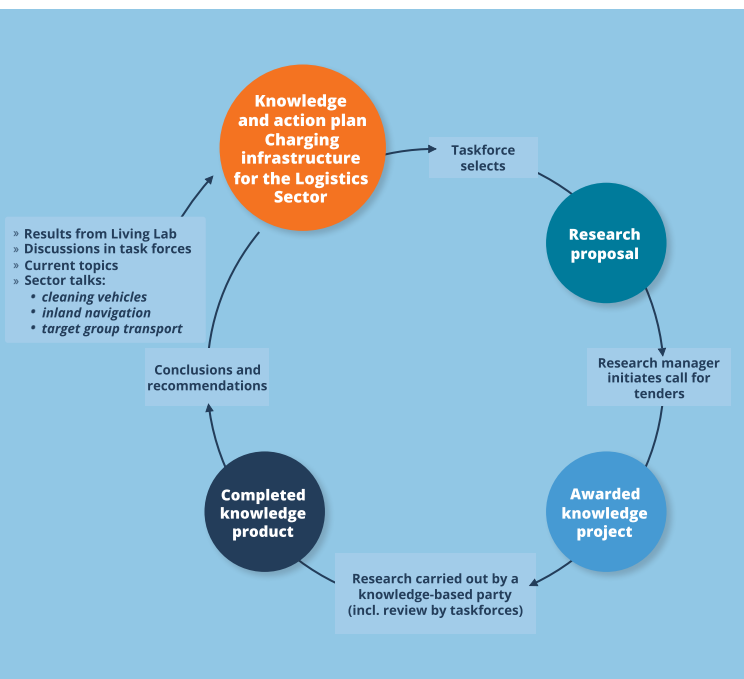 Knowledge
and action plan
Charging
infrastructure
for the Logistics
Sector
Taskforce
selects
Research
proposal
Research manager
initiates call for
tenders
Awarded
knowledge
project
Research carried out by a
knowledge-based party
(incl. review by taskforces)
Completed
knowledge
product
Conclusions and
recommendations
» Results from Living Lab
» Discussions in task forces
» Current topics
» Sector talks:
• cleaning vehicles
• inland navigation
• target group transport